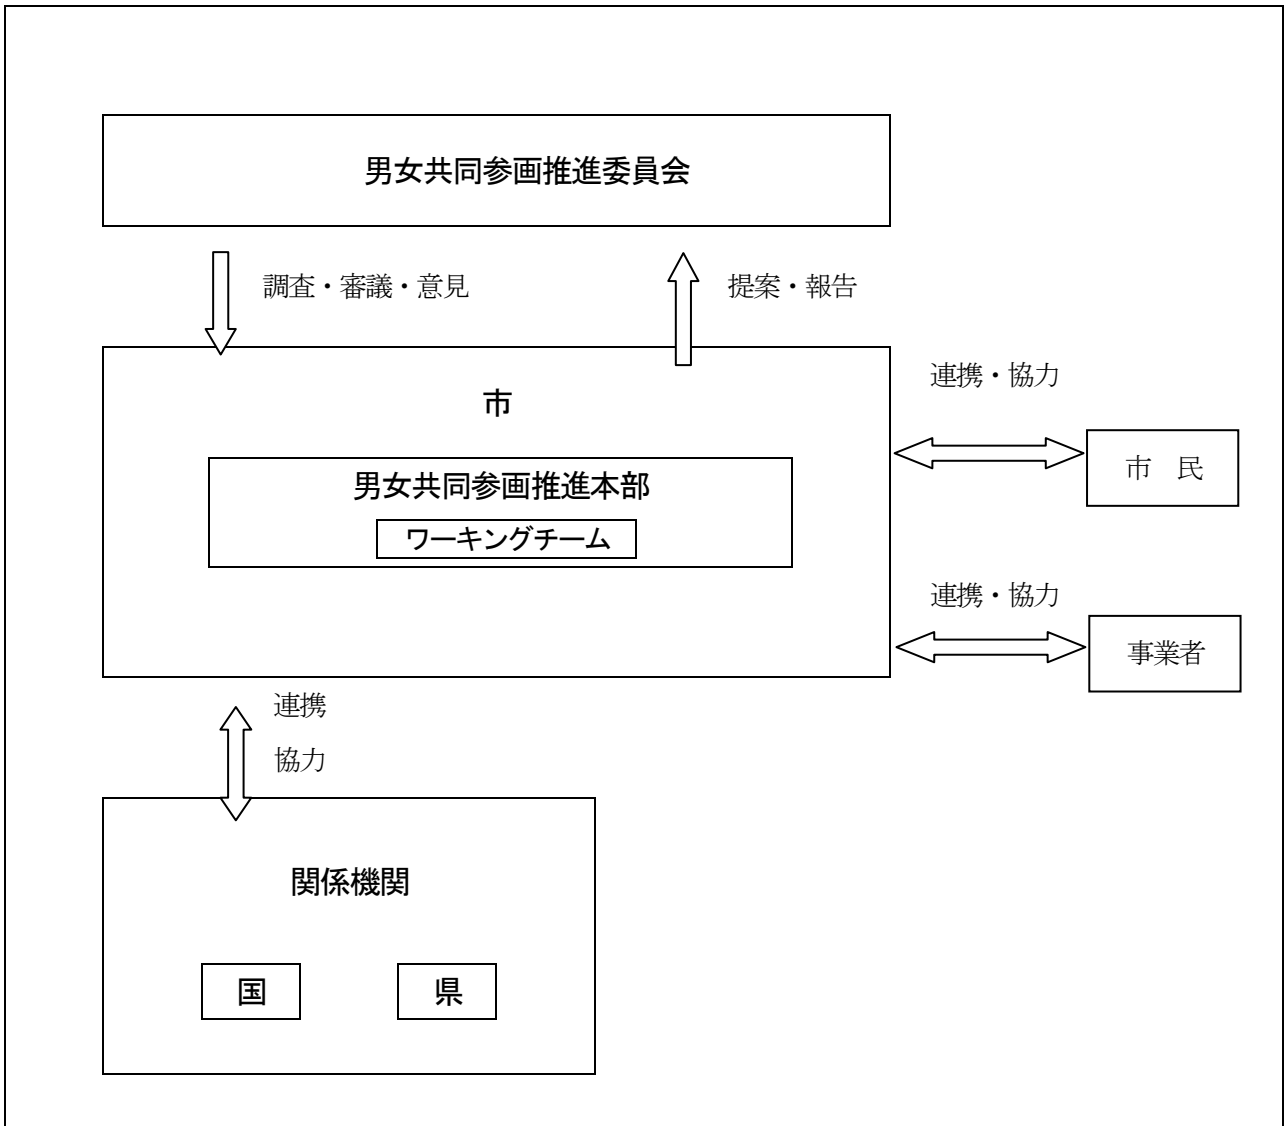 男女共同参画推進委員会
調査・審議・意見
提案・報告
市
男女共同参画推進本部
ワーキングチーム
連携・協力
市　民
連携・協力
事業者
連携
協力
関係機関
国
県